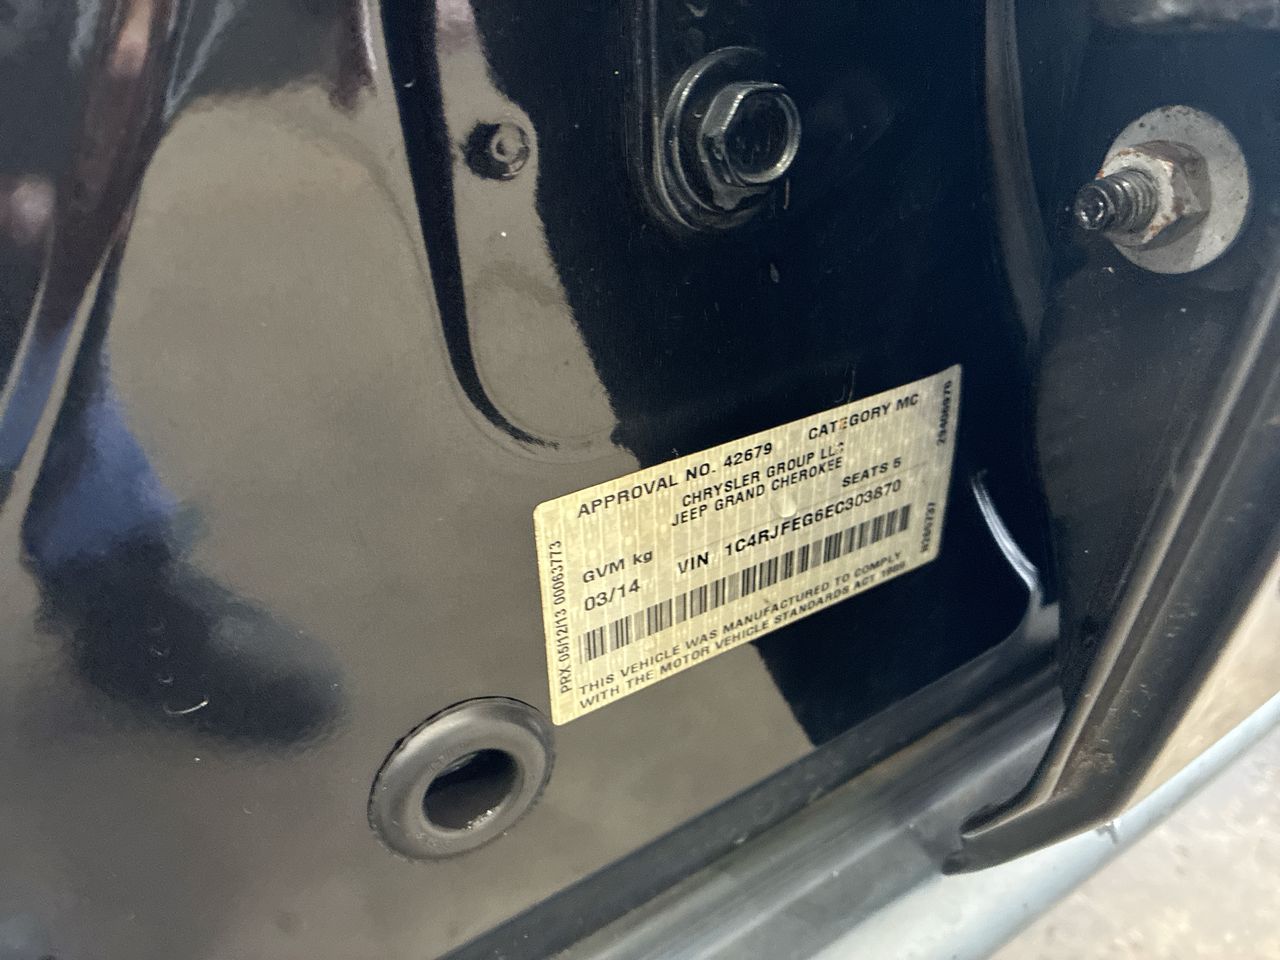 APPROVAL NO. 42679 CATEGORY MC
CHRYSLER GROUP LLC
JEEP GRAND CHEROKEE
SEATS 5
GVM kg
VIN 1C4RJFEG6EC303870
03/14
THIS VEHICLE WAS MANUFACTURED TO COMPLY
WITH THE MOTOR VEHICLE STANDARDS ACT 1989
PRX 05/12/13 00063773